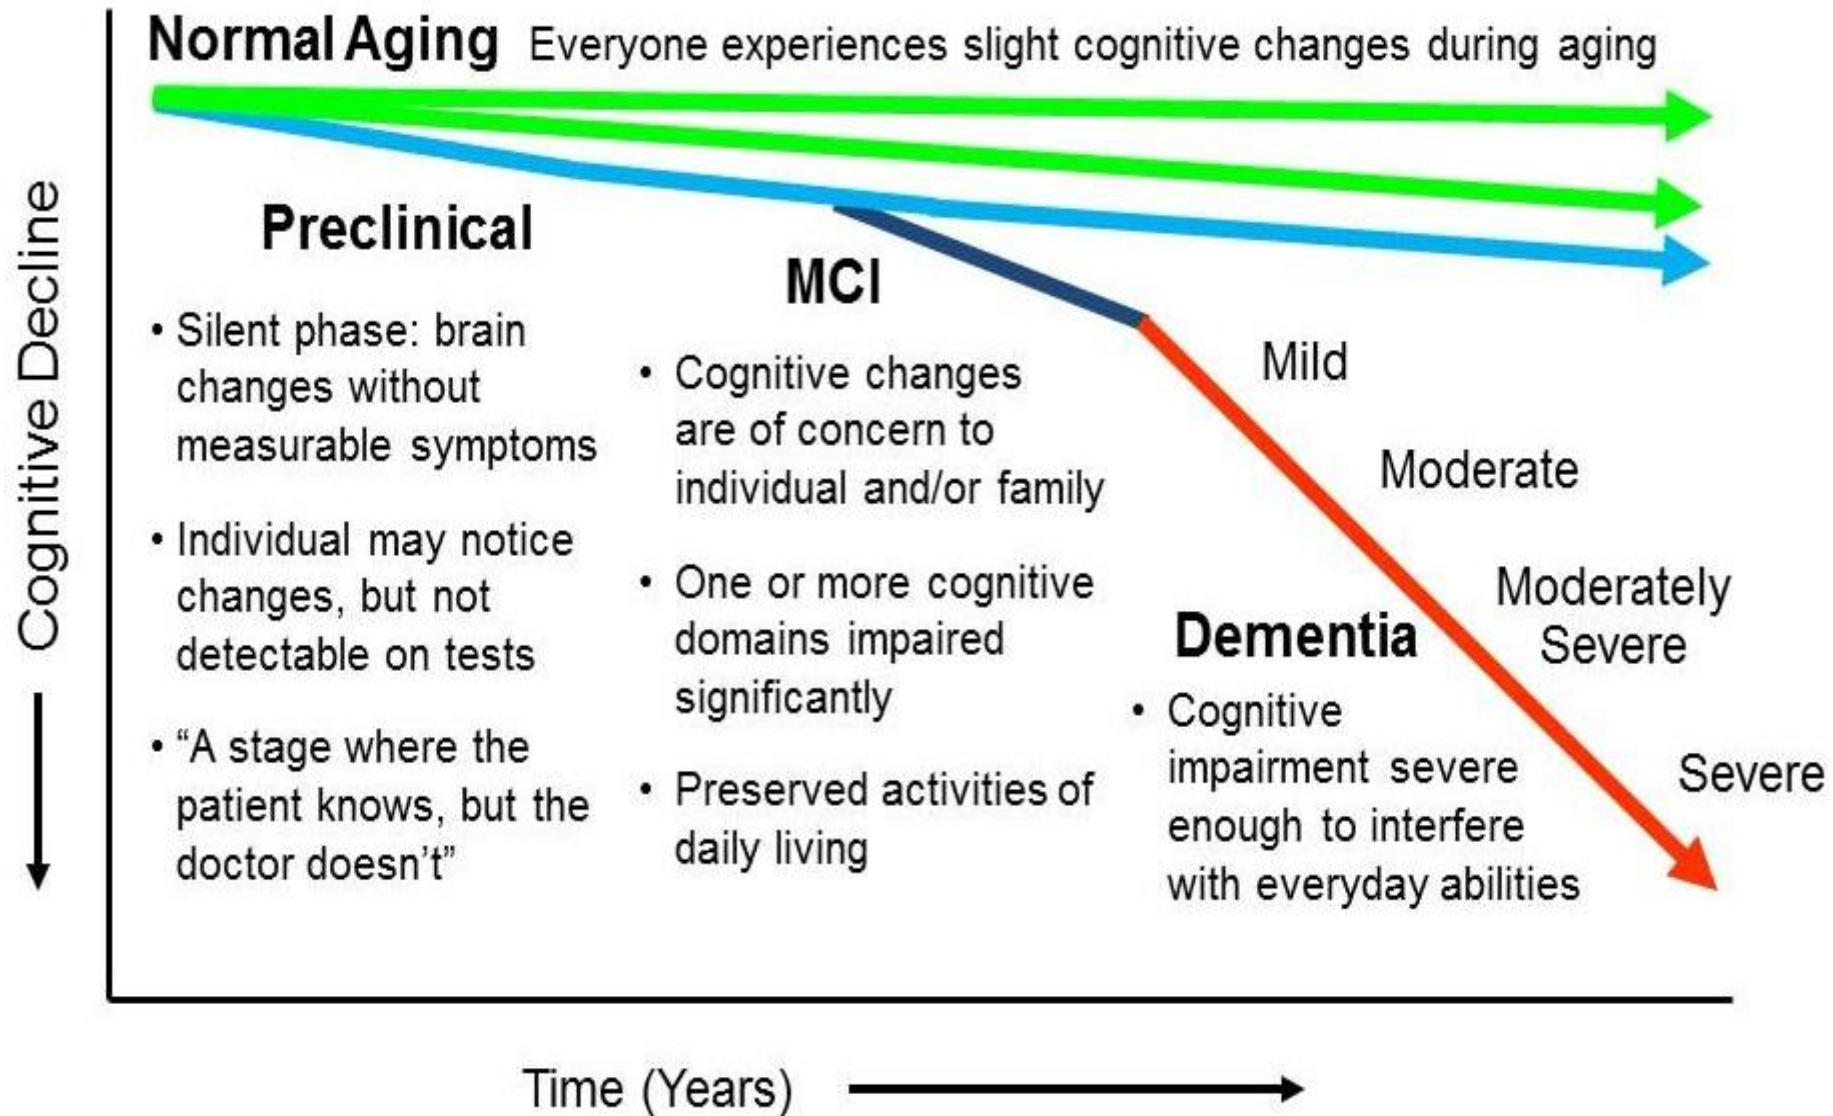 Normal Aging Everyone experiences slight cognitive changes during aging
Cognitive Decline
Preclinical
• Silent phase: brain
changes without
measurable symptoms
• Individual may notice
changes, but not
detectable on tests
• “A stage where the
patient knows, but the
doctor doesn’t”
MCI
• Cognitive changes
are of concern to
individual and/or family
• One or more cognitive
domains impaired
significantly
• Preserved activities of
daily living
Dementia
• Cognitive
impairment severe
enough to interfere
with everyday abilities
Mild
Moderate
Moderately
Severe
Severe
Time (Years)